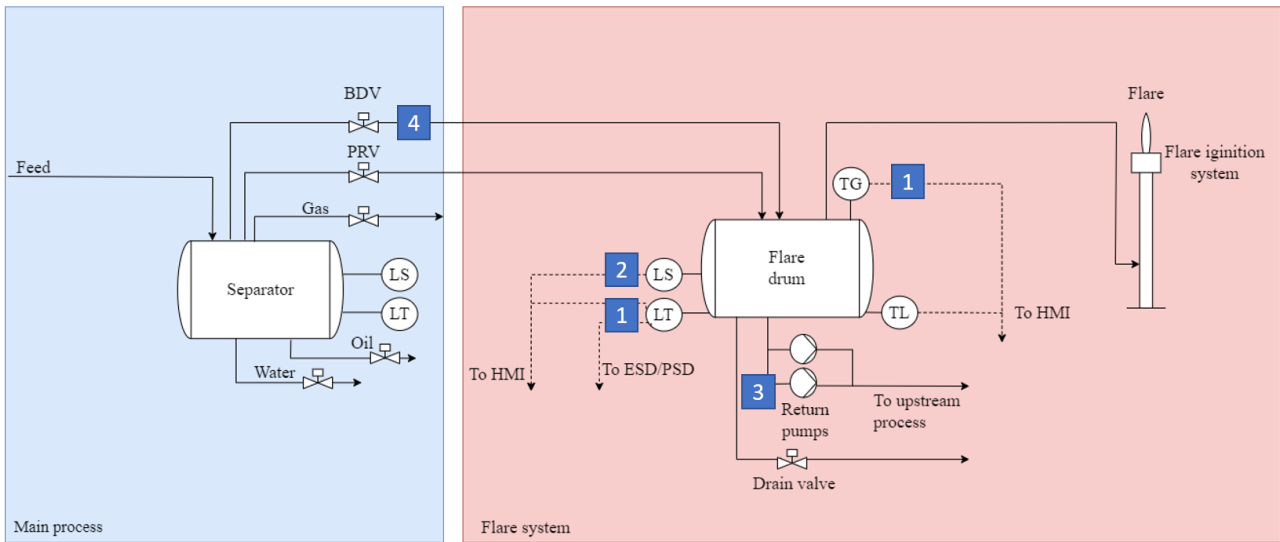 BDV
4
PRV
Feed
Gas
Separator
LS
LT
Oil
Water
Main process
Flare
Flare iginition
system
TG
1
Flare
drum
2
LS
1
LT
TL
To HMI
To HMI
To ESD/PSD
3
Return
pumps
To upstream
process
Drain valve
Flare system